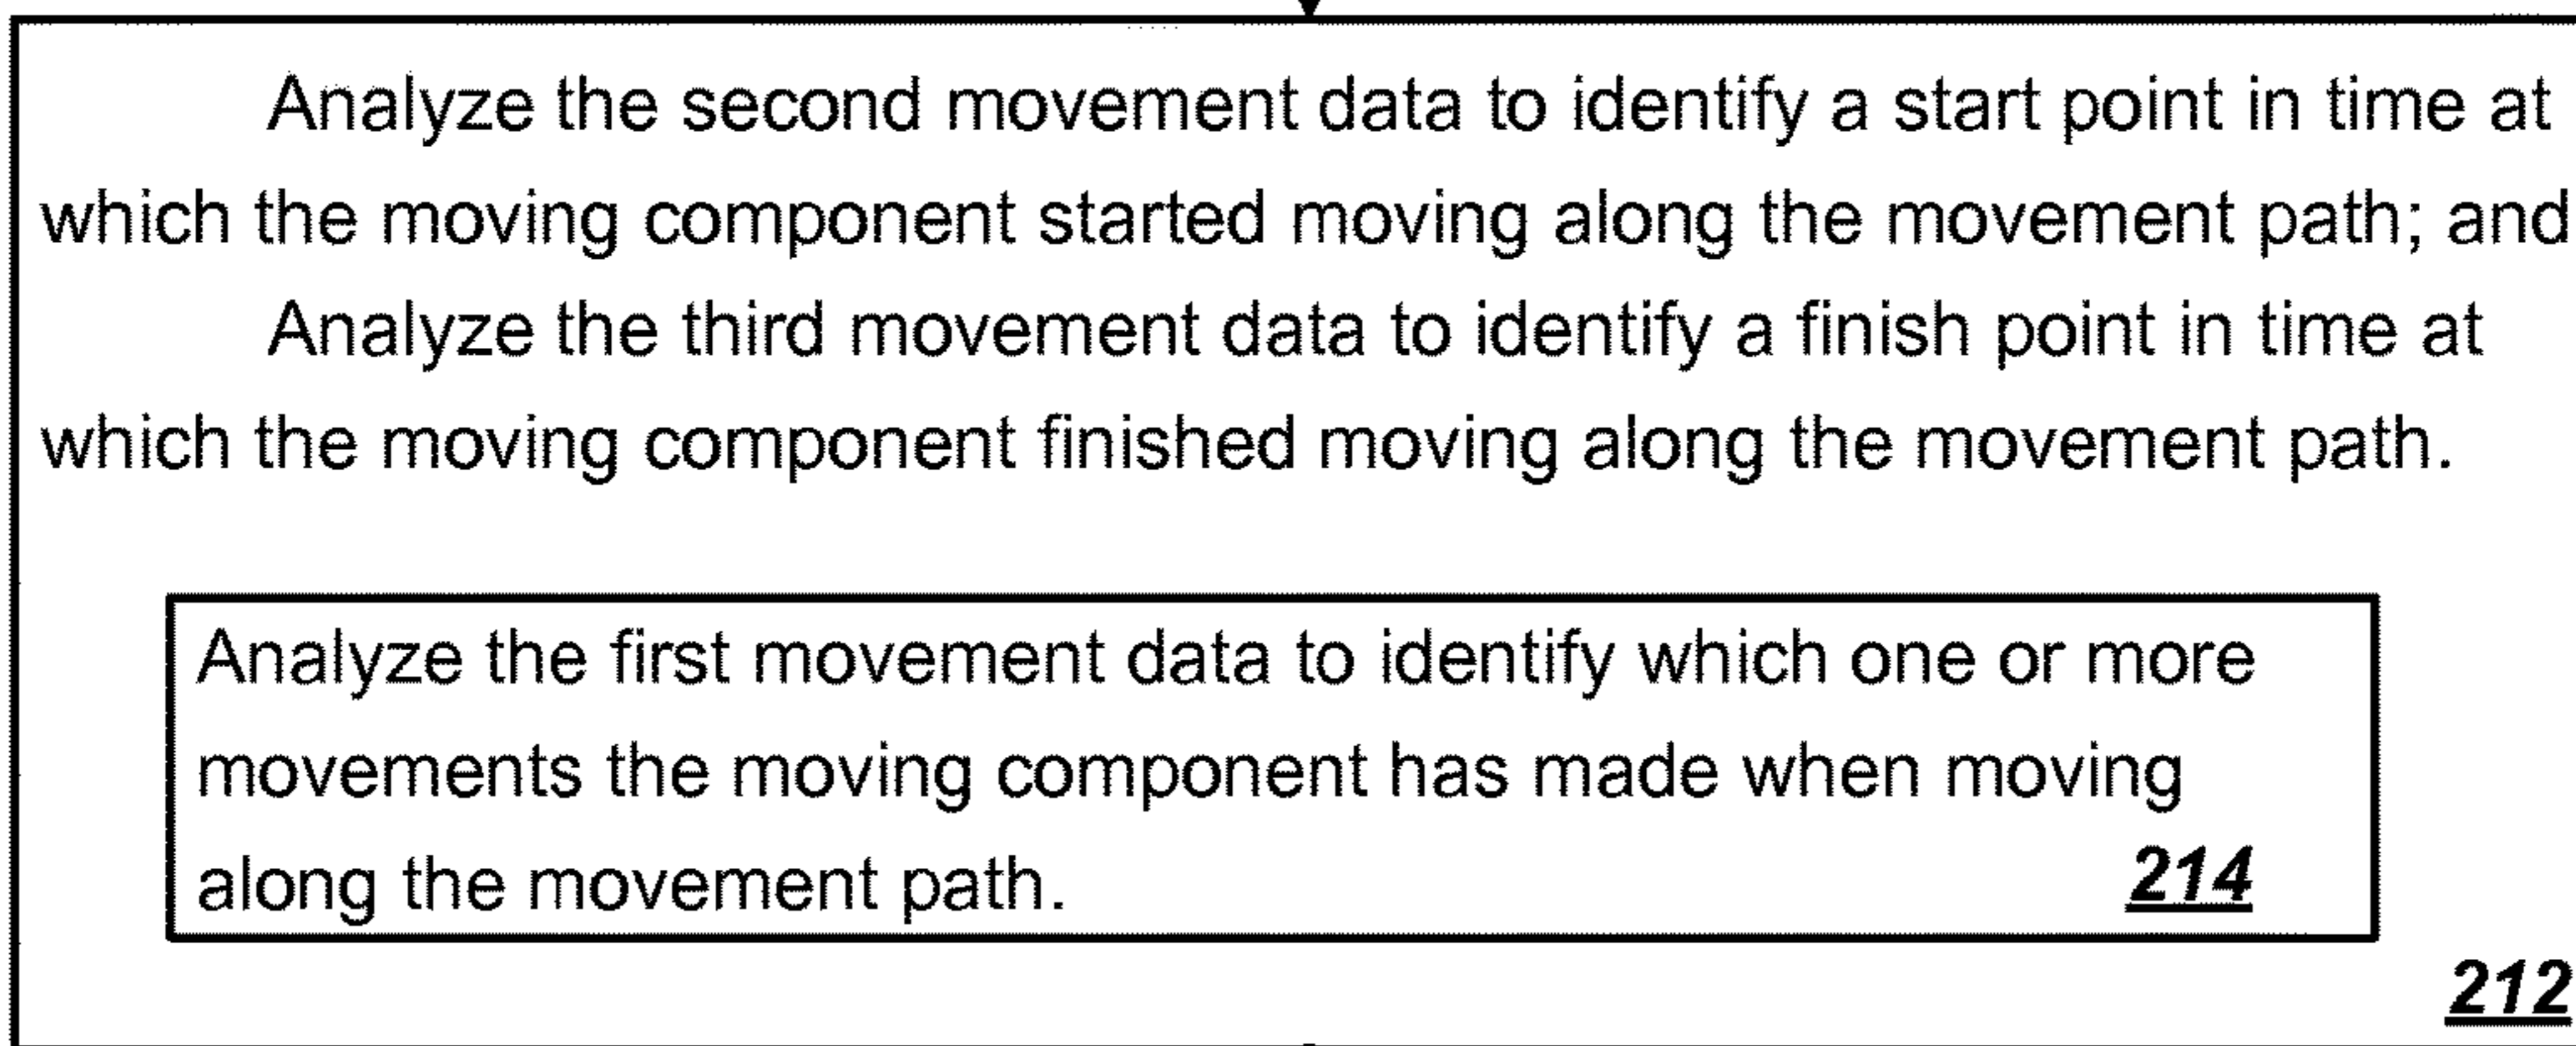 Analyze the second movement data to identify a start point in time at
which the moving component started moving along the movement path; and
Analyze the third movement data to identify a finish point in time at
which the moving component finished moving along the movement path.
Analyze the first movement data to identify which one or more
movements the moving component has made when moving
along the movement path.
214
212